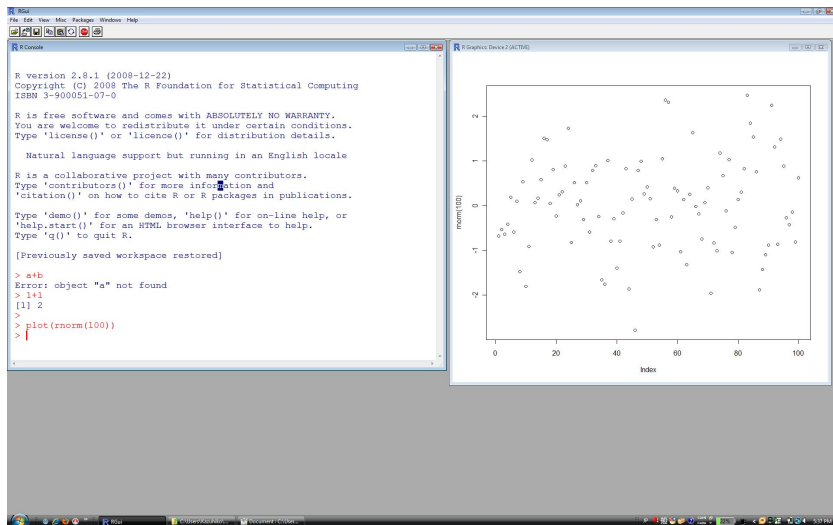 RGui
File Edit View Misc Packages Windows Help
R Console
R version 2.8.1 (2008-12-22)
Copyright (C) 2008 The R Foundation for Statistical Computing
ISBN 3-900051-07-0
R is free software and comes with ABSOLUTELY NO WARRANTY.
You are welcome to redistribute it under certain conditions.
Type 'license()' or 'licence()' for distribution details.
Natural language support but running in an English locale
R is a collaborative project with many contributors.
Type 'contributors()' for more information and
'citation()' on how to cite R or R packages in publications.
Type 'demo()' for some demos, 'help()' for on-line help, or
'help.start()' for an HTML browser interface to help.
Type 'q()' to quit R.
[Previously saved workspace restored]
> a+b
Error: object "a" not found
> 1+1
[1] 2
>
> plot(rnorm(100))
>
R Graphics: Device 2 (ACTIVE)
rnorm(100)
2
1
0
-1
-2
0 20 40 60 80 100
Index
RGui
C:\Users\Kazuhiko\...
Document : C:\User...
5:37 PM